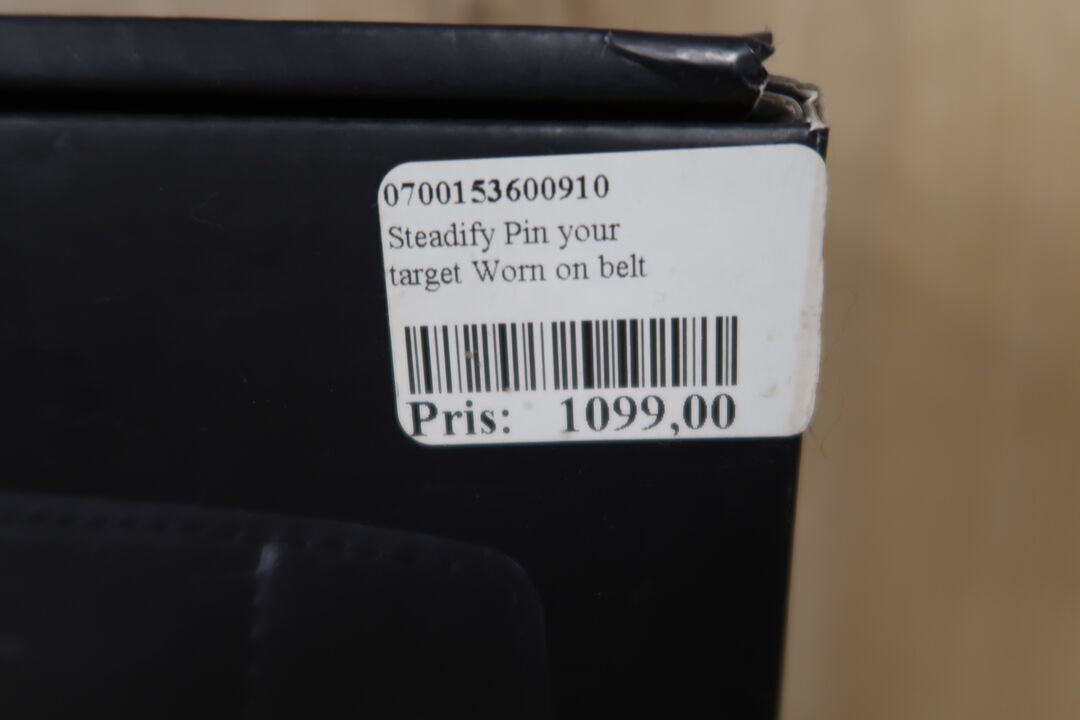 0700153600910
Steadify Pin your
target Worn on belt
Pris: 1099,00